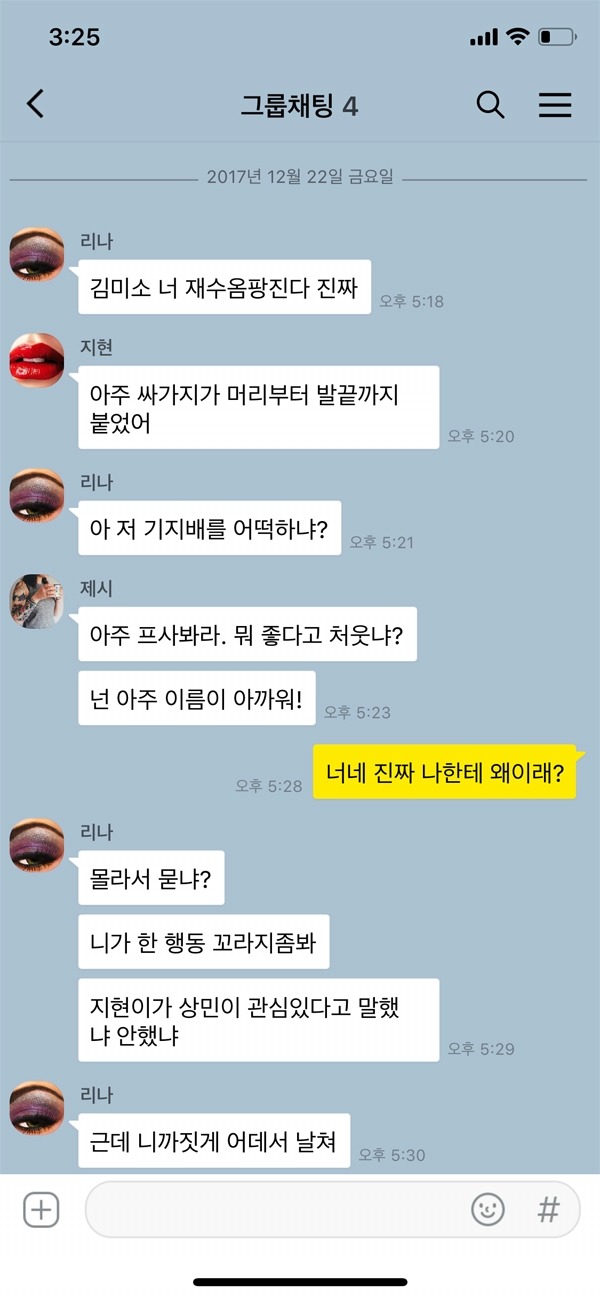 3:25
그룹채팅 4
2017년 12월 22일 금요일
리나
김미소 너 재수옴팡진다 진짜
오후 5:18
지현
아주 싸가지가 머리부터 발끝까지
붙었어
오후 5:20
리나
아 저 기지배를 어떡하냐?
오후 5:21
제시
아주 프사봐라. 뭐 좋다고 처웃냐?
넌 아주 이름이 아까워!
오후 5:23
너네 진짜 나한테 왜이래?
오후 5:28
리나
몰라서 묻냐?
니가 한 행동 꼬라지좀봐
지현이가 상민이 관심있다고 말했
냐 안했냐
오후 5:29
리나
근데 니까짓게 어데서 날쳐
오후 5:30
#